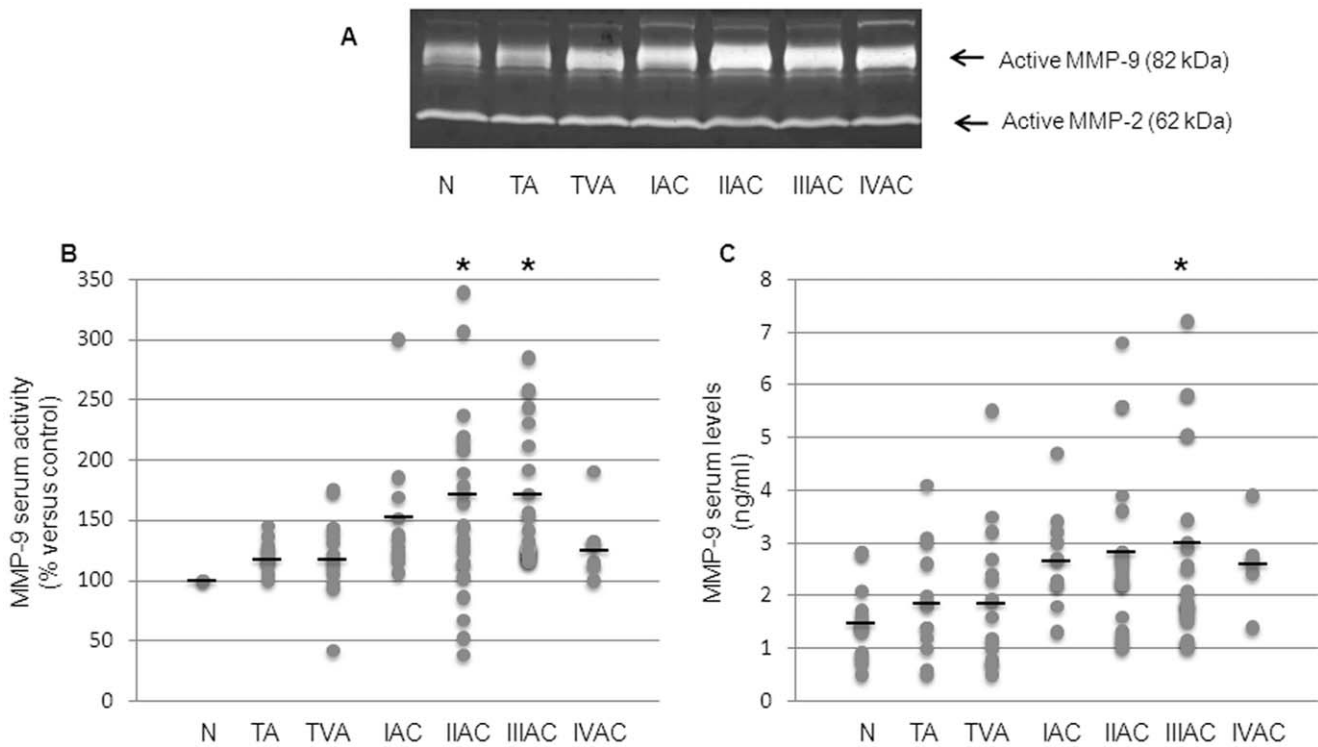 A
Active MMP-9 (82 kDa)
Active MMP-2 (62 kDa)
N TA TVA IAC IIAC IIIAC IVAC
B
* *
MMP-9 serum activity
(% versus control)
350
300
250
200
150
100
50
0
N TA TVA IAC IIAC IIIAC IVAC
C
*
MMP-9 serum levels
(ng/ml)
8
7
6
5
4
3
2
1
0
N TA TVA IAC IIAC IIIAC IVAC